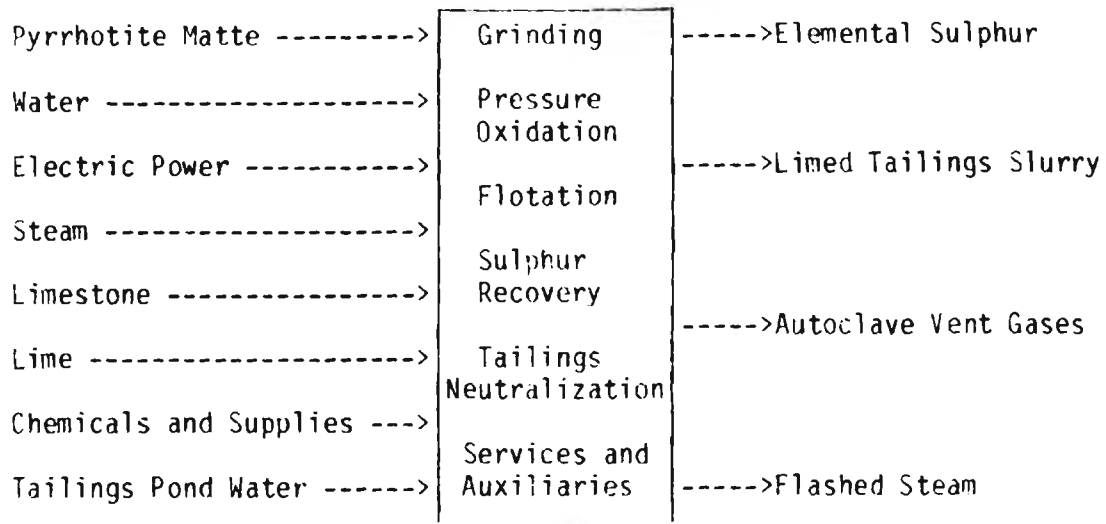 Pyrrhotite Matte --------->
Grinding
----->Elemental Sulphur
Water --------------------->
Pressure
Oxidation
Electric Power ------------>
----->Limed Tailings Slurry
Flotation
Steam --------------------->
Sulphur
Recovery
Limestone ----------------->
----->Autoclave Vent Gases
Lime ---------------------->
Tailings
Neutralization
Chemicals and Supplies --->
Services and
Auxiliaries
Tailings Pond Water ------>
----->Flashed Steam